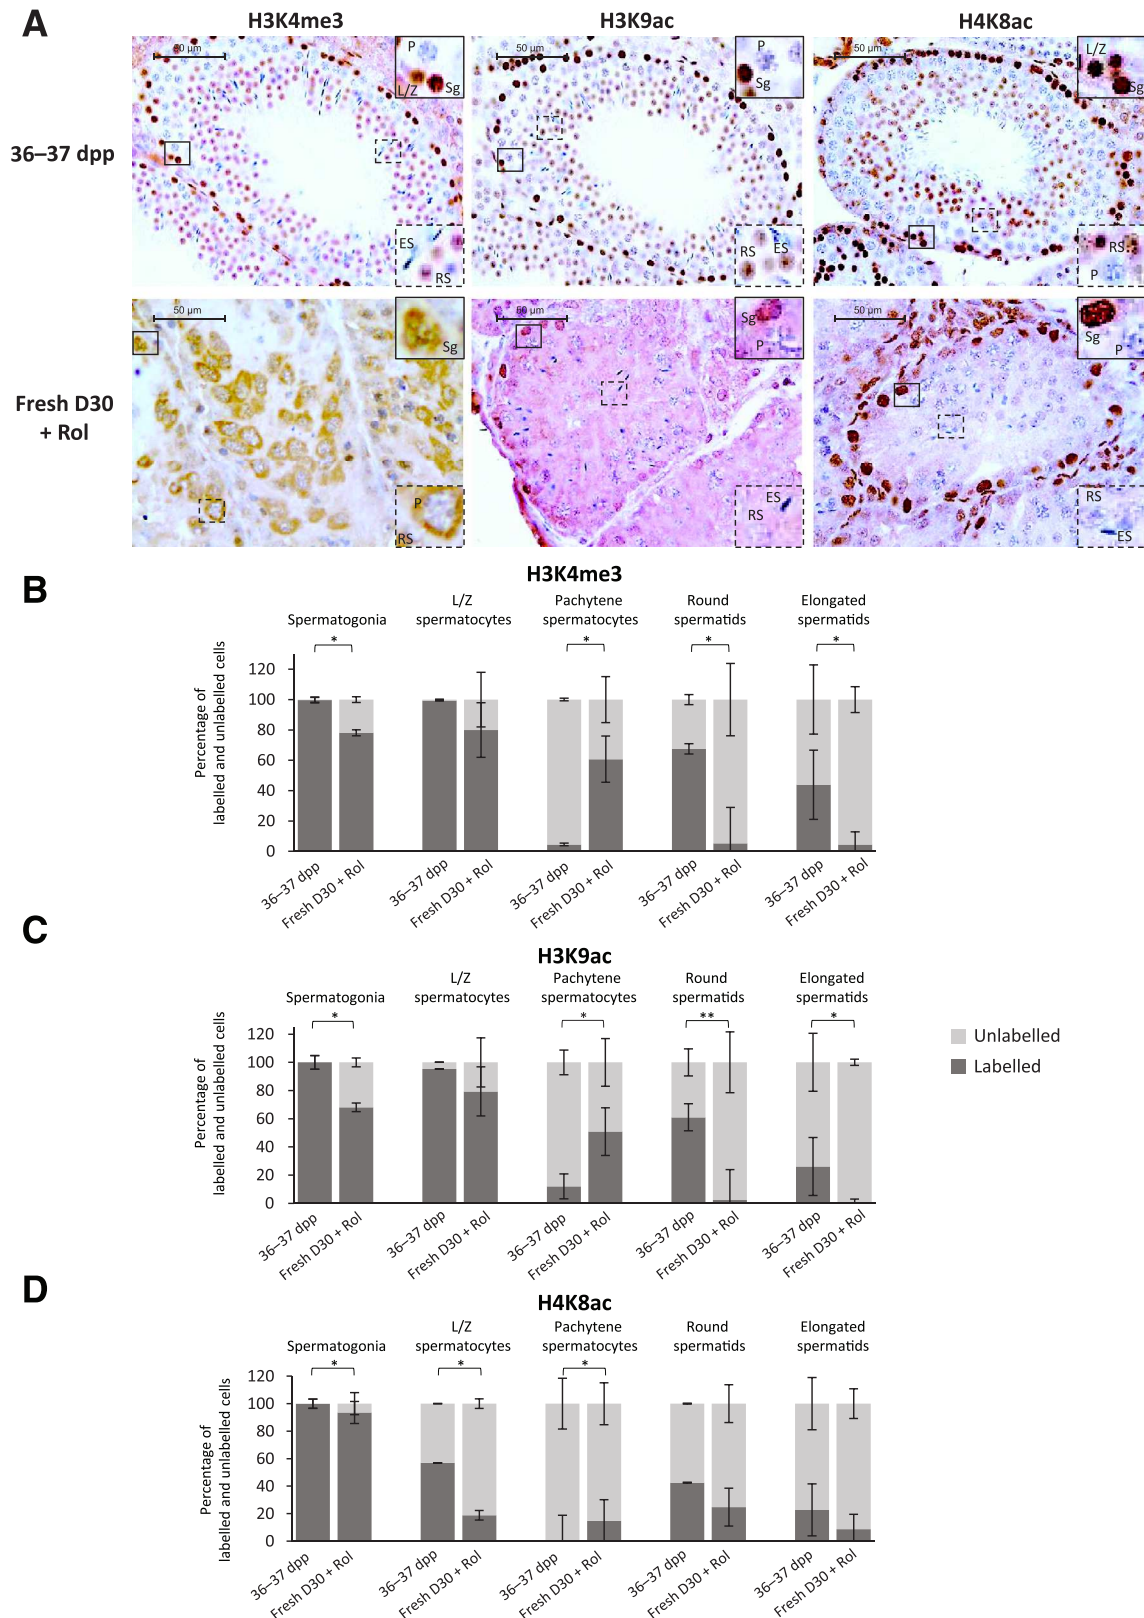 A
H3K4me3 H3K9ac H4K8ac
36–37 dpp
50 µm
P
L/Z
Sg
ES
RS
50 µm
P
Sg
RS
ES
50 µm
L/Z
Sg
P
RS
Fresh D30
+ Rol
50 µm
Sg
P
RS
50 µm
Sg
P
ES
RS
50 µm
Sg
P
RS
ES
B
H3K4me3
Spermatogonia
L/Z
spermatocytes
Pachytene
spermatocytes
Round
spermatids
Elongated
spermatids
* * * *
Percentage of
labelled and unlabelled cells
120
100
80
60
40
20
0
36–37 dpp
Fresh D30 + Rol
36–37 dpp
Fresh D30 + Rol
36–37 dpp
Fresh D30 + Rol
36–37 dpp
Fresh D30 + Rol
36–37 dpp
Fresh D30 + Rol
C
H3K9ac
Spermatogonia
L/Z
spermatocytes
Pachytene
spermatocytes
Round
spermatids
Elongated
spermatids
* * ** *
Percentage of
labelled and unlabelled cells
120
100
80
60
40
20
0
36–37 dpp
Fresh D30 + Rol
36–37 dpp
Fresh D30 + Rol
36–37 dpp
Fresh D30 + Rol
36–37 dpp
Fresh D30 + Rol
36–37 dpp
Fresh D30 + Rol
Unlabelled
Labelled
D
H4K8ac
Spermatogonia
L/Z
spermatocytes
Pachytene
spermatocytes
Round
spermatids
Elongated
spermatids
* * *
Percentage of
labelled and unlabelled cells
120
100
80
60
40
20
0
36–37 dpp
Fresh D30 + Rol
36–37 dpp
Fresh D30 + Rol
36–37 dpp
Fresh D30 + Rol
36–37 dpp
Fresh D30 + Rol
36–37 dpp
Fresh D30 + Rol